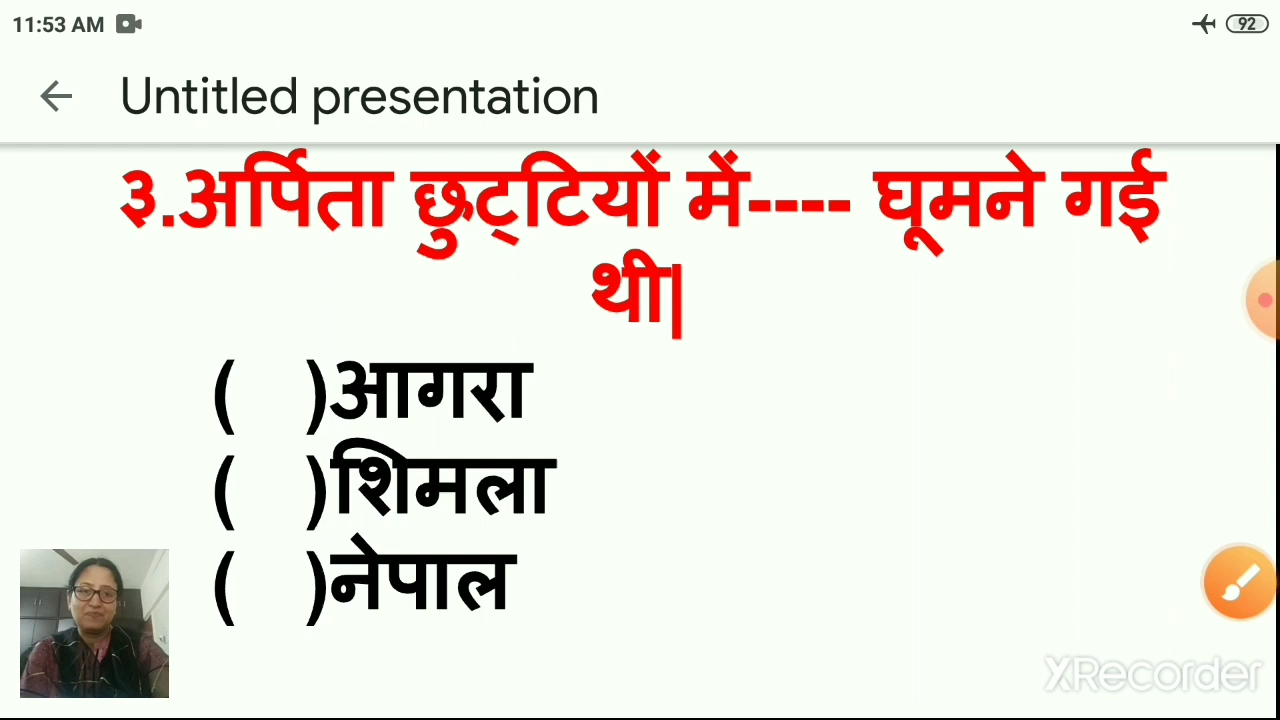 11:53 AM
92
Untitled presentation
३.अर्पिता छुट्टियों में---- घूमने गई
थी|
( )आगरा
( )शिमला
( )नेपाल
XRecorder